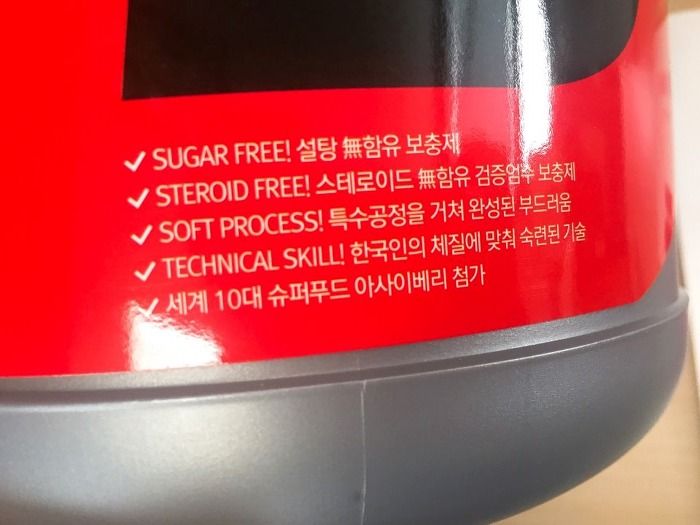 ✓ SUGAR FREE! 설탕 無함유 보충제
✓ STEROID FREE! 스테로이드 無함유 검증엄수 보충제
✓ SOFT PROCESS! 특수공정을 거쳐 완성된 부드러움
✓ TECHNICAL SKILL! 한국인의 체질에 맞춰 숙련된 기술
✓ 세계 10대 슈퍼푸드 아사이베리 첨가